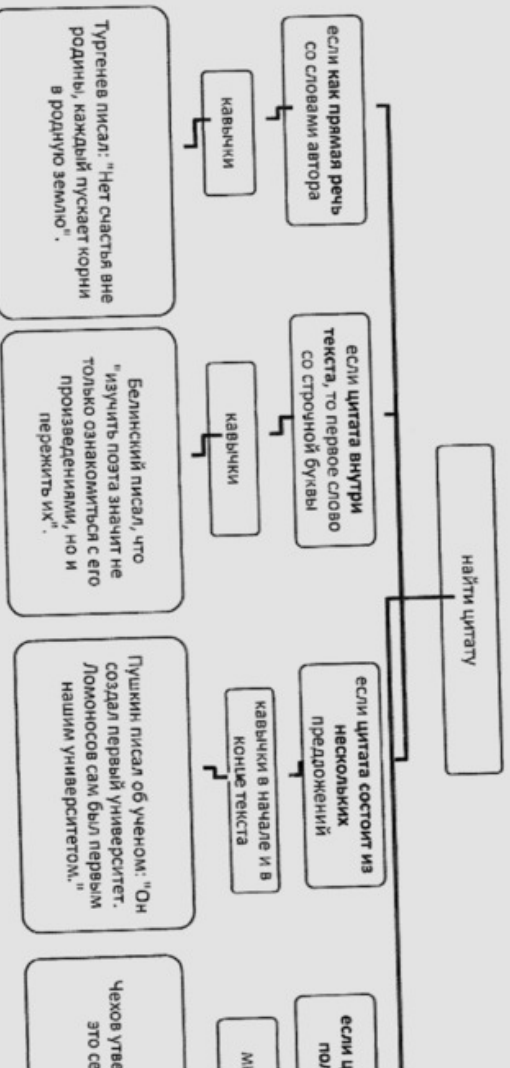 найти цитату
если как прямая речь
со словами автора
кавычки
Тургенев писал: "Нет счастья вне
родины, каждый пускает корни
в родную землю".
если цитата внутри
текста, то первое слово
со строчной буквы
кавычки
Белинский писал, что
"изучить поэта значит не
только ознакомиться с его
произведениями, но и
пережить их".
если цитата состоит из
нескольких
предложений
кавычки в начале и в
конце текста
Пушкин писал об ученом: "Он
создал первый университет.
Ломоносов сам был первым
нашим университетом."
если
Чехов
это